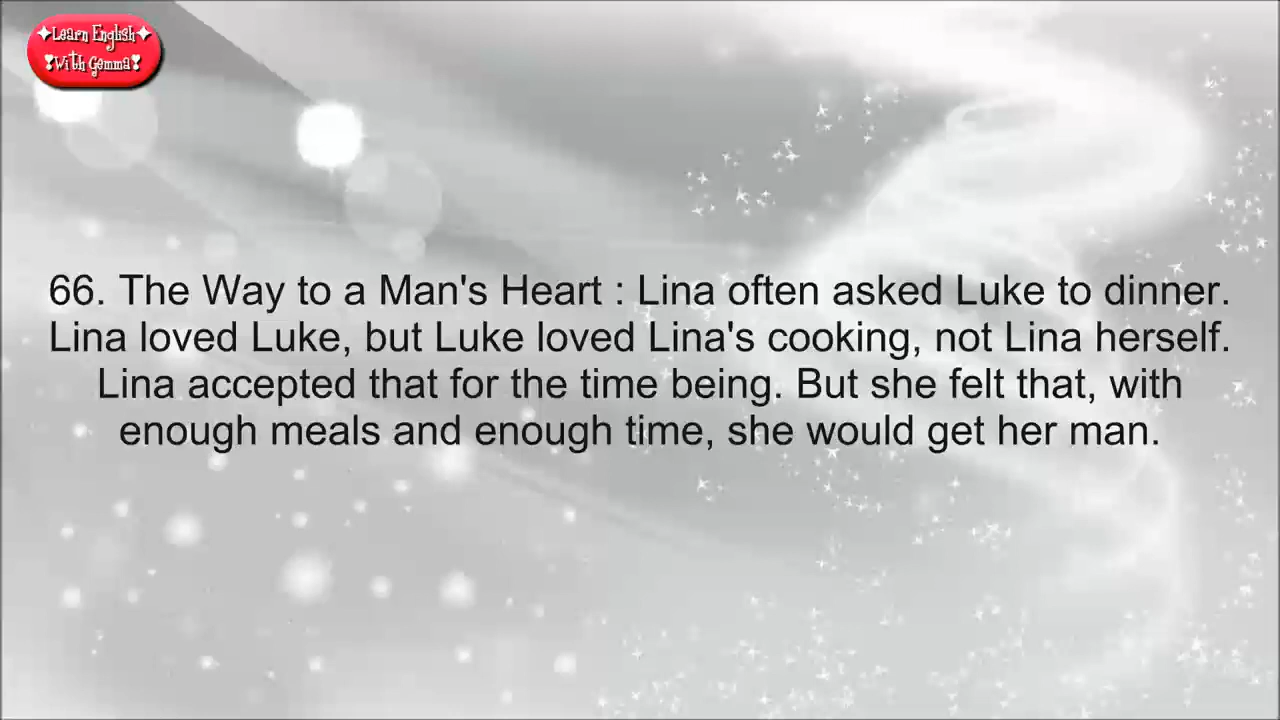 ✦Learn English✦
❣With Gemma❣
66. The Way to a Man's Heart : Lina often asked Luke to dinner.
Lina loved Luke, but Luke loved Lina's cooking, not Lina herself.
Lina accepted that for the time being. But she felt that, with
enough meals and enough time, she would get her man.